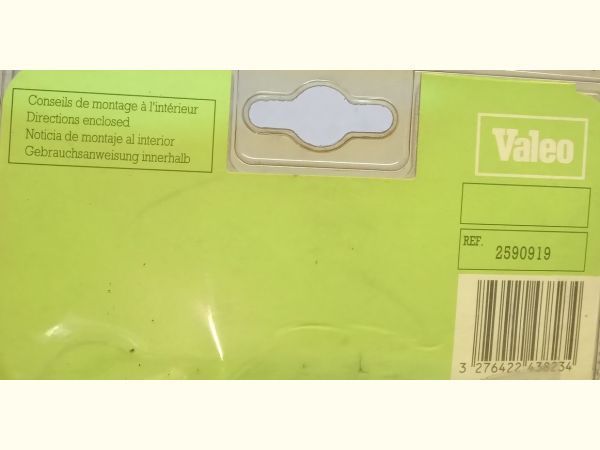 Conseils de montage à l'intérieur
Directions enclosed
Noticia de montaje al interior
Gebrauchsanweisung innerhalb
Valeo
REF. 2590919
3 276422 438234